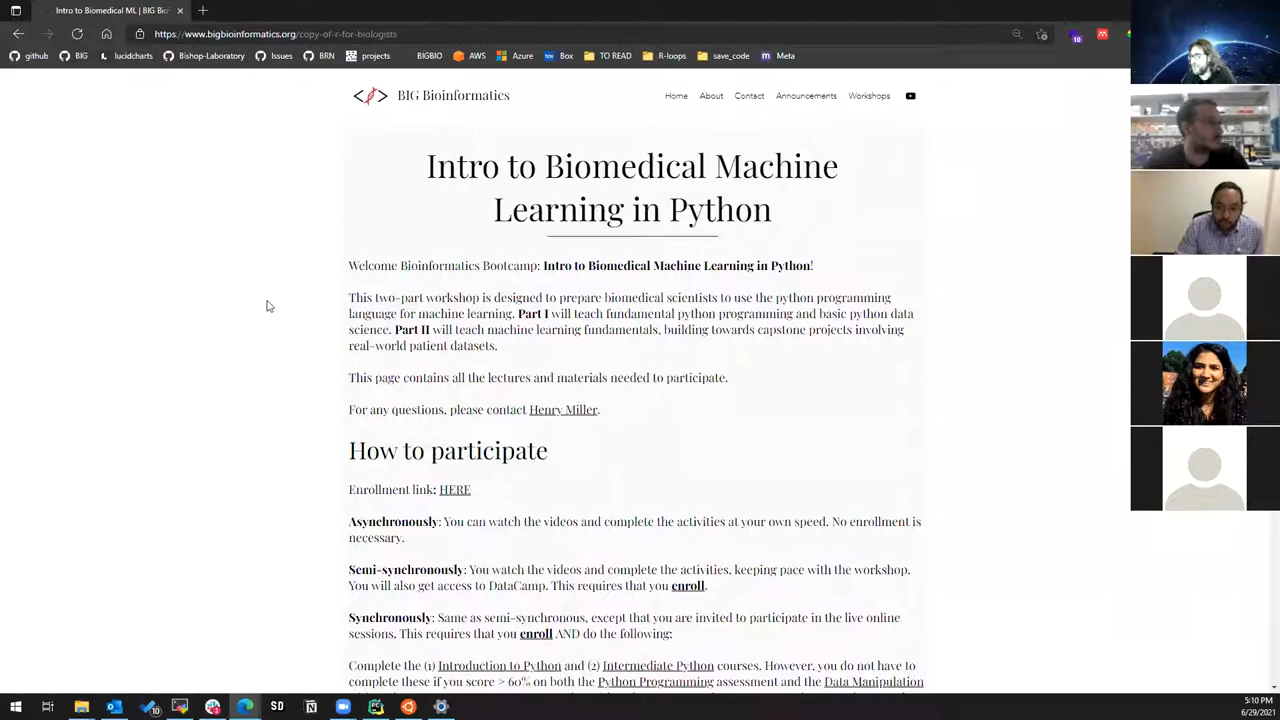 Intro to Biomedical ML | BIG Bio
https://www.bigbioinformatics.org/copy-of-r-for-biologists
github BIG lucidcharts Bishop-Laboratory Issues BRN projects BIGBIO AWS Azure Box TO READ R-loops save_code Meta
BIG Bioinformatics
Home About Contact Announcements Workshops
Intro to Biomedical Machine
Learning in Python
Welcome Bioinformatics Bootcamp: Intro to Biomedical Machine Learning in Python!
This two-part workshop is designed to prepare biomedical scientists to use the python programming
language for machine learning. Part I will teach fundamental python programming and basic python data
science. Part II will teach machine learning fundamentals, building towards capstone projects involving
real-world patient datasets.
This page contains all the lectures and materials needed to participate.
For any questions, please contact Henry Miller.
How to participate
Enrollment link: HERE
Asynchronously: You can watch the videos and complete the activities at your own speed. No enrollment is
necessary.
Semi-synchronously: You watch the videos and complete the activities, keeping pace with the workshop.
You will also get access to DataCamp. This requires that you enroll.
Synchronously: Same as semi-synchronous, except that you are invited to participate in the live online
sessions. This requires that you enroll AND do the following:
Complete the (1) Introduction to Python and (2) Intermediate Python courses. However, you do not have to
complete these if you score > 60% on both the Python Programming assessment and the Data Manipulation
SD
5:10 PM
6/29/2021